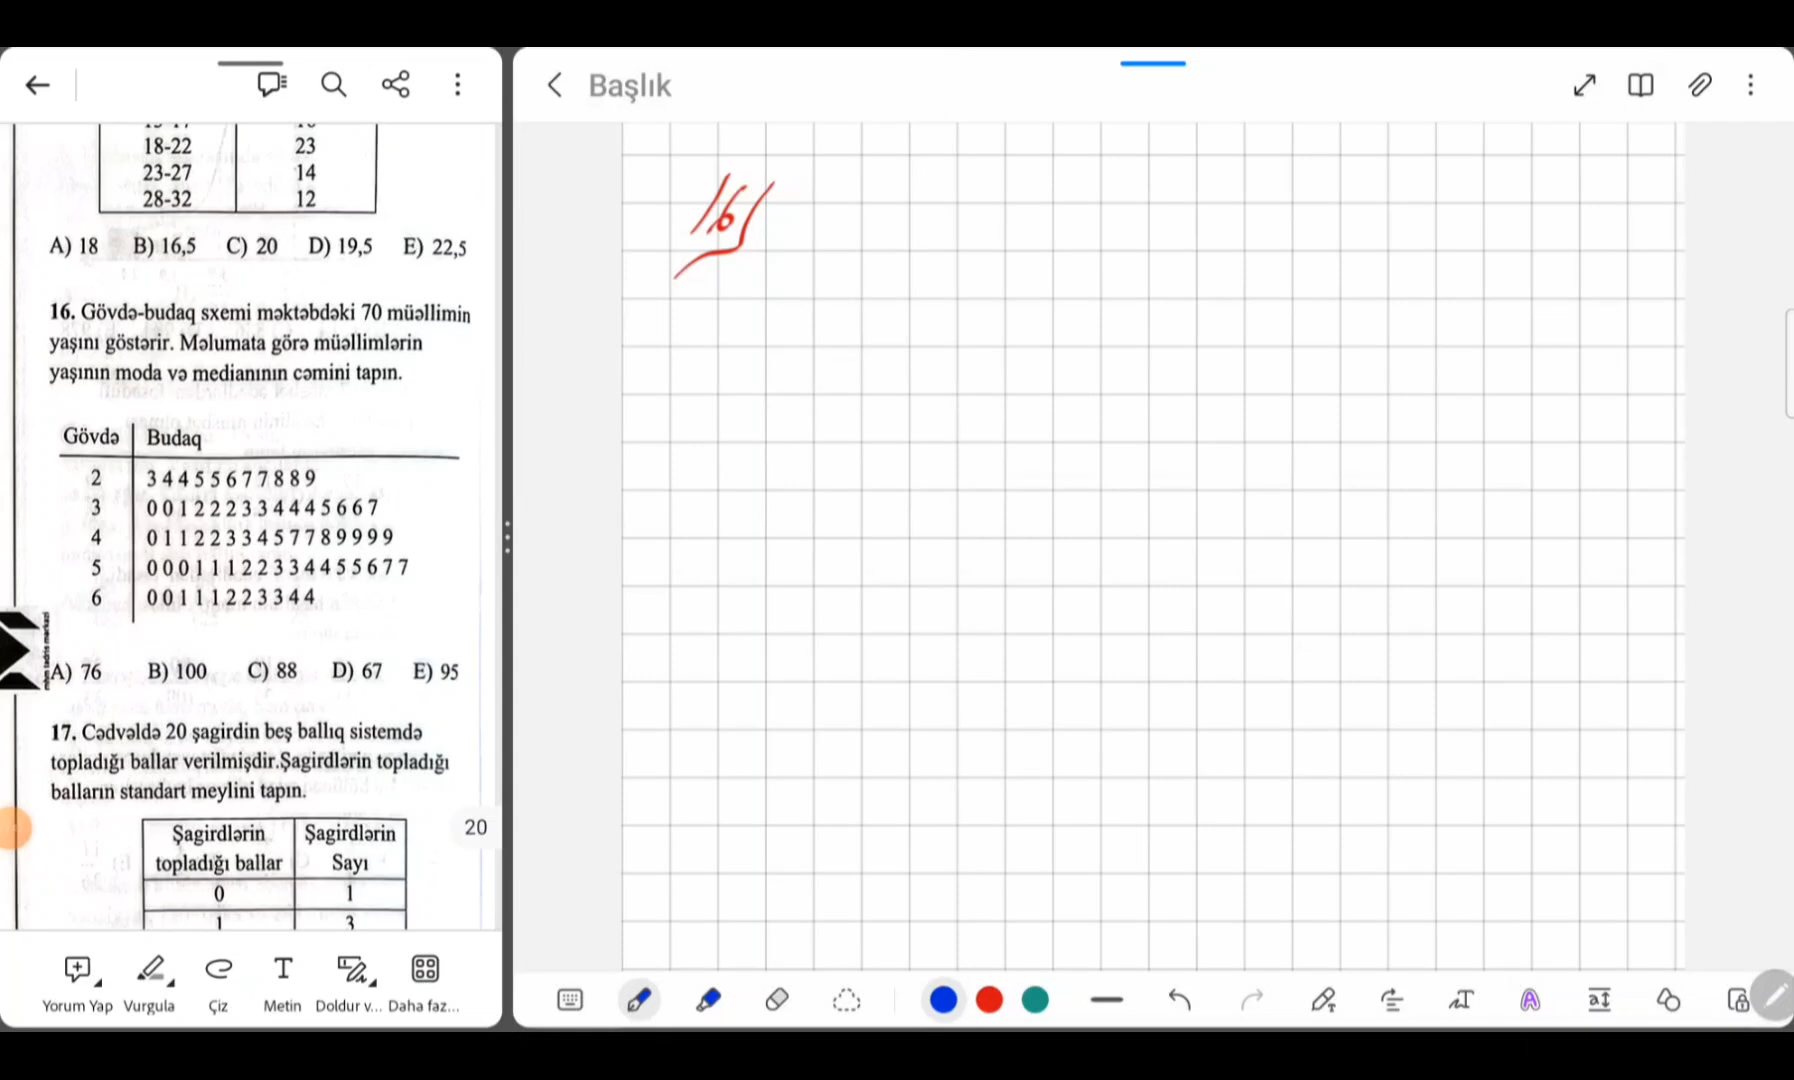 Başlık
18-22 23
23-27 14
28-32 12
A) 18 B) 16,5 C) 20 D) 19,5 E) 22,5
16. Gövdə-budaq sxemi məktəbdəki 70 müəllimin
yaşını göstərir. Məlumata görə müəllimlərin
yaşının moda və medianının cəmini tapın.
Gövdə Budaq
2 3 4 4 5 5 6 7 7 8 8 9
3 0 0 1 2 2 2 3 3 4 4 4 5 6 6 7
4 0 1 1 2 2 3 3 4 5 7 7 8 9 9 9 9
5 0 0 0 1 1 1 2 2 3 3 4 4 5 5 6 7 7
6 0 0 1 1 1 2 2 3 3 4 4
A) 76 B) 100 C) 88 D) 67 E) 95
17. Cədvəldə 20 şagirdin beş ballıq sistemdə
topladığı ballar verilmişdir.Şagirdlərin topladığı
balların standart meylini tapın.
Şagirdlərin Şagirdlərin
topladığı ballar Sayı
0 1
1 3
20
Yorum Yap Vurgula Çiz Metin Doldur v... Daha faz...
16